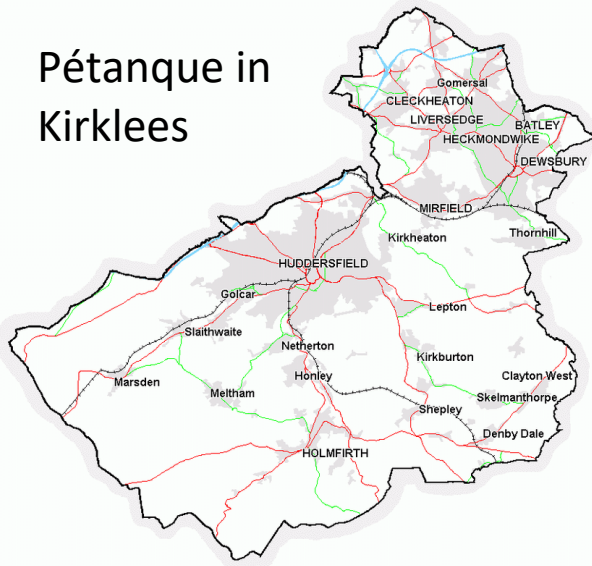 Pétanque in
Kirklees
Gomersal
CLECKHEATON
LIVERSEDGE
BATLEY
HECKMONDWIKE
DEWSBURY
MIRFIELD
Thornhill
Kirkheaton
HUDDERSFIELD
Golcar
Lepton
Slaithwaite
Netherton
Kirkburton
Honley
Clayton West
Marsden
Meltham
Skelmanthorpe
Shepley
Denby Dale
HOLMFIRTH